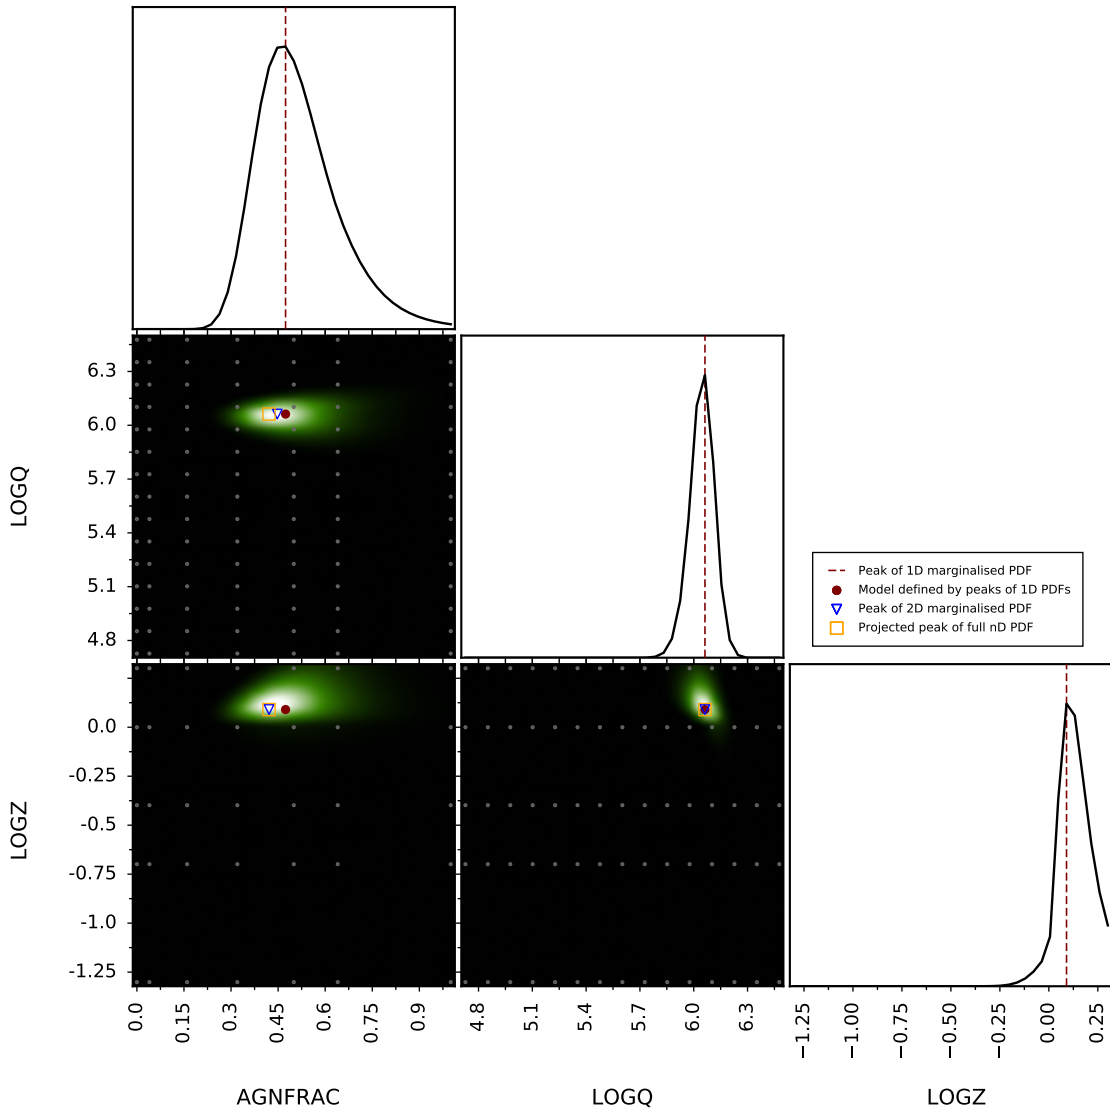 6.3
6.0
5.7
5.4
5.1
4.8
LOGQ
Peak of 1D marginalised PDF
Model defined by peaks of 1D PDFs
Peak of 2D marginalised PDF
Projected peak of full nD PDF
0.0
-0.25
-0.5
-0.75
-1.0
-1.25
LOGZ
0.0 0.15 0.3 0.45 0.6 0.75 0.9
4.8 5.1 5.4 5.7 6.0 6.3
−1.25 −1.00 −0.75 −0.50 −0.25 0.00 0.25
AGNFRAC
LOGQ
LOGZ